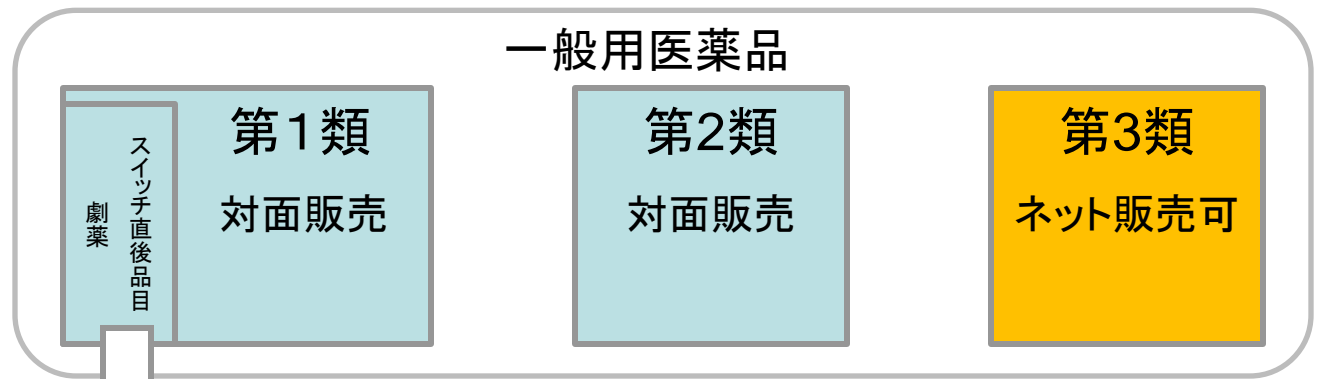 一般用医薬品
第１類
対面販売
スイッチ直後品目
劇薬
第2類
対面販売
第3類
ネット販売可